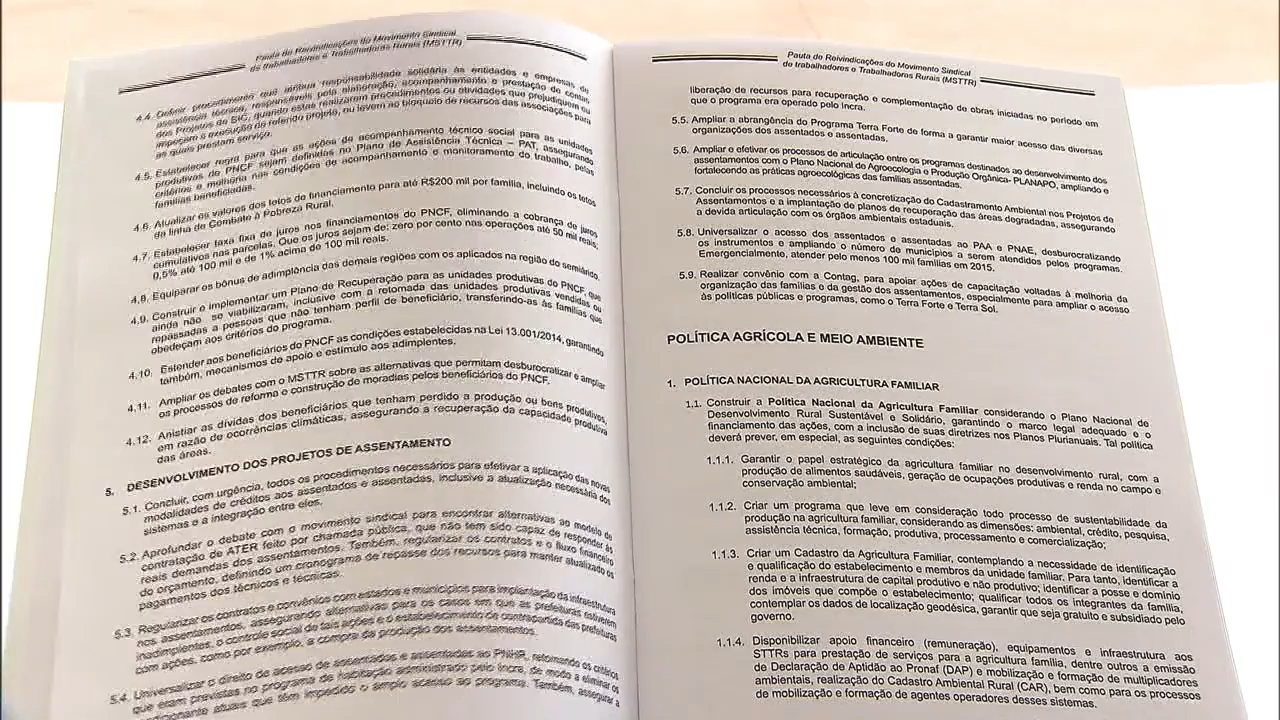 Pauta de Reivindicações do Movimento Sindical
de trabalhadores e Trabalhadoras Rurais (MSTTR)
4.4. Definir procedimento que atribua responsabilidade solidária às entidades e empresas de
assistência técnica, responsáveis pela elaboração, acompanhamento e prestação de contas
dos Projetos de SIC, quando estas realizarem procedimentos ou atividades que prejudiquem ou
impeçam a execução do referido projeto, ou levem ao bloqueio de recursos das associações para
as quais prestam serviço.
4.5. Estabelecer regra para que as ações de acompanhamento técnico social para as unidades
produtivas do PNCF sejam definidas no Plano de Assistência Técnica – PAT, assegurando
critérios e melhoria nas condições de acompanhamento e monitoramento do trabalho, pelas
famílias beneficiadas.
4.6. Atualizar os valores dos tetos de financiamento para até R$200 mil por família, incluindo os tetos
da linha de Combate à Pobreza Rural.
4.7. Estabelecer taxa fixa de juros nos financiamentos do PNCF, eliminando a cobrança de juros
cumulativos nas parcelas. Que os juros sejam de: zero por cento nas operações até 50 mil reais;
0,5% até 100 mil e de 1% acima de 100 mil reais.
4.8. Equiparar os bônus de adimplência das demais regiões com os aplicados na região do semiárido.
4.9. Construir e implementar um Plano de Recuperação para as unidades produtivas do PNCF, que
ainda não se viabilizaram, inclusive com a retomada das unidades produtivas vendidas ou
repassadas a pessoas que não tenham perfil de beneficiário, transferindo-as às famílias que
obedeçam aos critérios do programa.
4.10. Estender aos beneficiários do PNCF as condições estabelecidas na Lei 13.001/2014, garantindo
também, mecanismos de apoio e estímulo aos adimplentes.
4.11. Ampliar os debates com o MSTTR sobre as alternativas que permitam desburocratizar e ampliar
os processos de reforma e construção de moradias pelos beneficiários do PNCF.
4.12. Anistiar as dívidas dos beneficiários que tenham perdido a produção ou bens produtivos,
em razão de ocorrências climáticas, assegurando a recuperação da capacidade produtiva
das áreas.
5. DESENVOLVIMENTO DOS PROJETOS DE ASSENTAMENTO
5.1. Concluir, com urgência, todos os procedimentos necessários para efetivar a aplicação das novas
modalidades de créditos aos assentados e assentadas, inclusive a atualização necessária dos
sistemas e a integração entre eles.
5.2. Aprofundar o debate com o movimento sindical para encontrar alternativas ao modelo de
contratação de ATER feito por chamada pública, que não tem sido capaz de responder às
reais demandas dos assentamentos. Também, regularizar os contratos e o fluxo financeiro
do orçamento, definindo um cronograma de repasse dos recursos para manter atualizado os
pagamentos dos técnicos e técnicas.
5.3. Regularizar os contratos e convênios com estados e municípios para implantação da infraestrutura
nos assentamentos, assegurando alternativas para os casos em que as prefeituras estiverem
inadimplentes, o controle social de tais ações e o estabelecimento de contrapartida das prefeituras
com ações, como por exemplo, a compra da produção dos assentamentos.
5.4. Universalizar o direito de acesso de assentados e assentadas ao PNHR, retomando os critérios
que eram previstas no programa de habitação administrado pelo Incra, de modo a eliminar os
condicionante atuais que têm impedido o amplo acesso ao programa. Também, assegurar a
Pauta de Reivindicações do Movimento Sindical
de trabalhadores e Trabalhadoras Rurais (MSTTR)
liberação de recursos para recuperação e complementação de obras iniciadas no período em
que o programa era operado pelo Incra.
5.5. Ampliar a abrangência do Programa Terra Forte de forma a garantir maior acesso das diversas
organizações dos assentados e assentadas.
5.6. Ampliar e efetivar os processos de articulação entre os programas destinados ao desenvolvimento dos
assentamentos com o Plano Nacional de Agroecologia e Produção Orgânica- PLANAPO, ampliando e
fortalecendo as práticas agroecológicas das famílias assentadas.
5.7. Concluir os processos necessários à concretização do Cadastramento Ambiental nos Projetos de
Assentamentos e a implantação de planos de recuperação das áreas degradadas, assegurando
a devida articulação com os órgãos ambientais estaduais.
5.8. Universalizar o acesso dos assentados e assentadas ao PAA e PNAE, desburocratizando
os instrumentos e ampliando o número de municípios a serem atendidos pelos programas.
Emergencialmente, atender pelo menos 100 mil famílias em 2015.
5.9. Realizar convênio com a Contag, para apoiar ações de capacitação voltadas à melhoria da
organização das famílias e da gestão dos assentamentos, especialmente para ampliar o acesso
às políticas públicas e programas, como o Terra Forte e Terra Sol.
POLÍTICA AGRÍCOLA E MEIO AMBIENTE
1. POLÍTICA NACIONAL DA AGRICULTURA FAMILIAR
1.1. Construir a Política Nacional da Agricultura Familiar considerando o Plano Nacional de
Desenvolvimento Rural Sustentável e Solidário, garantindo o marco legal adequado e o
financiamento das ações, com a inclusão de suas diretrizes nos Planos Plurianuais. Tal política
deverá prever, em especial, as seguintes condições:
1.1.1. Garantir o papel estratégico da agricultura familiar no desenvolvimento rural, com a
produção de alimentos saudáveis, geração de ocupações produtivas e renda no campo e
conservação ambiental;
1.1.2. Criar um programa que leve em consideração todo processo de sustentabilidade da
produção na agricultura familiar, considerando as dimensões: ambiental, crédito, pesquisa,
assistência técnica, formação, produtiva, processamento e comercialização;
1.1.3. Criar um Cadastro da Agricultura Familiar, contemplando a necessidade de identificação
e qualificação do estabelecimento e membros da unidade familiar. Para tanto, identificar a
renda e a infraestrutura de capital produtivo e não produtivo; identificar a posse e domínio
dos imóveis que compõe o estabelecimento; qualificar todos os integrantes da família,
contemplar os dados de localização geodésica, garantir que seja gratuito e subsidiado pelo
governo.
1.1.4. Disponibilizar apoio financeiro (remuneração), equipamentos e infraestrutura aos
STTRs para prestação de serviços para a agricultura família, dentre outros a emissão
de Declaração de Aptidão ao Pronaf (DAP) e mobilização e formação de multiplicadores
ambientais, realização do Cadastro Ambiental Rural (CAR), bem como para os processos
de mobilização e formação de agentes operadores desses sistemas.